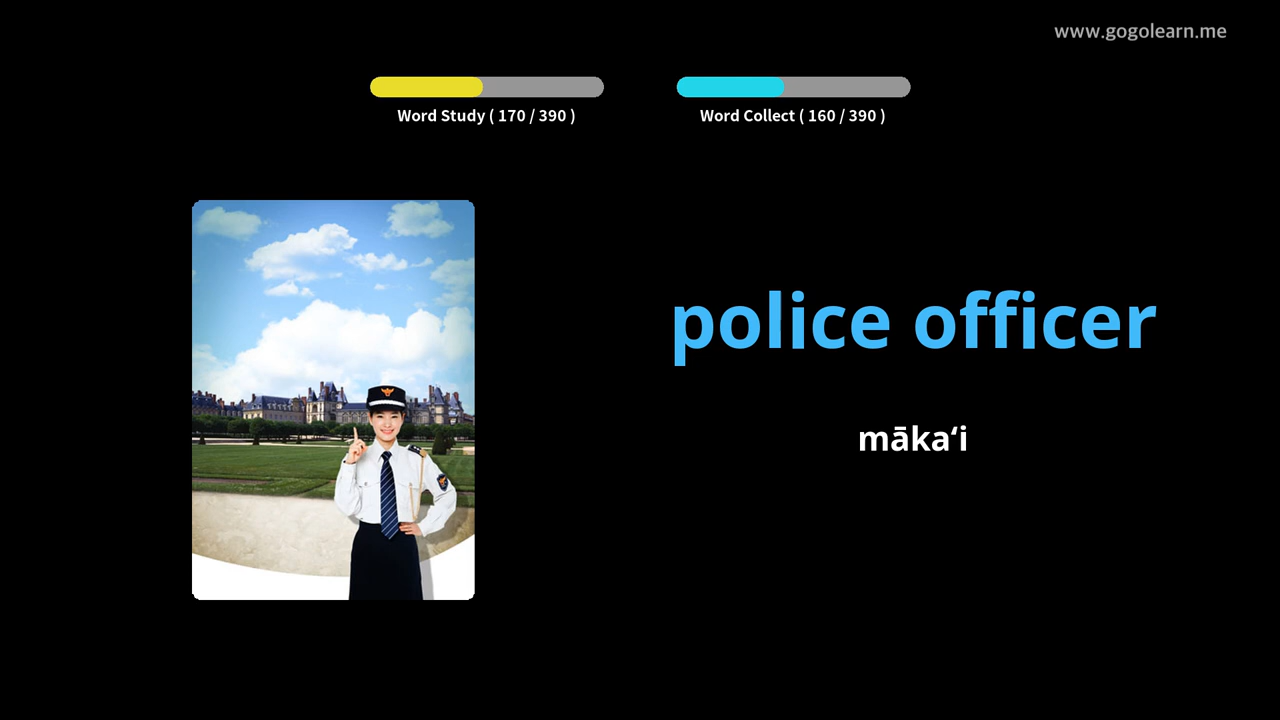 www.gogolearn.me
Word Study ( 170 / 390 )
Word Collect ( 160 / 390 )
police officer
mākaʻi